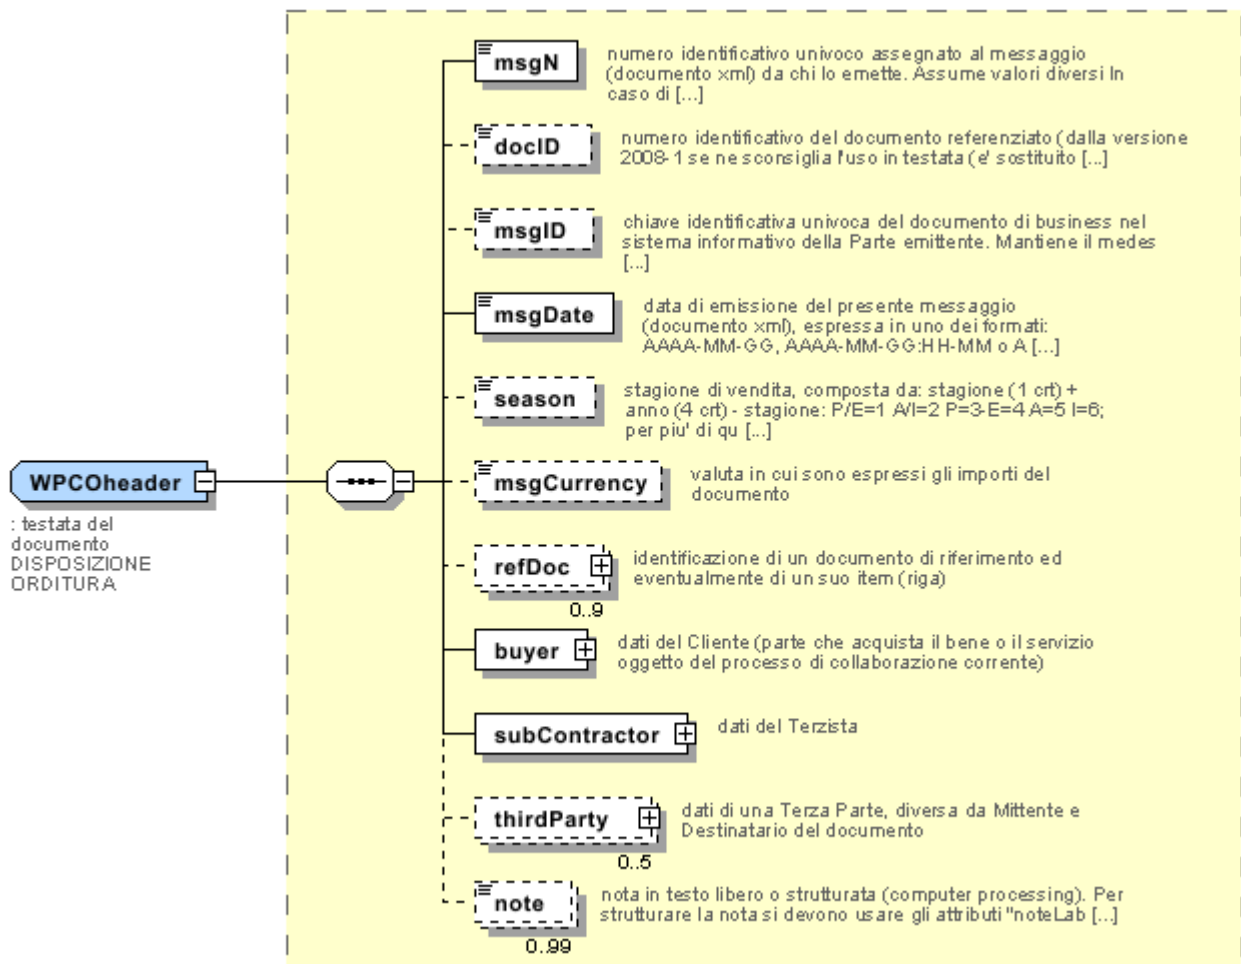 msgN
numero identificativo univoco assegnato al messaggio
(documento xml) da chi lo emette. Assume valori diversi In
caso di [...]
docID
numero identificativo del documento referenziato (dalla versione
2008-1 se ne sconsiglia l'uso in testata (e' sostituito [...]
msgID
chiave identificativa univoca del documento di business nel
sistema informativo della Parte emittente. Mantiene il medes
[...]
msgDate
data di emissione del presente messaggio
(documento xml), espressa in uno dei formati:
AAAA-MM-GG, AAAA-MM-GG:HH-MM o A [...]
season
stagione di vendita, composta da: stagione (1 crt) +
anno (4 crt) - stagione: P/E=1 A/I=2 P=3-E=4 A=5 I=6;
per piu' di qu [...]
WPCOheader
: testata del
documento
DISPOSIZIONE
ORDITURA
msgCurrency
valuta in cui sono espressi gli importi del
documento
refDoc
identificazione di un documento di riferimento ed
eventualmente di un suo item (riga)
0..9
buyer
dati del Cliente (parte che acquista il bene o il servizio
oggetto del processo di collaborazione corrente)
subContractor
dati del Terzista
thirdParty
dati di una Terza Parte, diversa da Mittente e
Destinatario del documento
0..5
note
nota in testo libero o strutturata (computer processing). Per
strutturare la nota si devono usare gli attributi "noteLab [...]
0..99